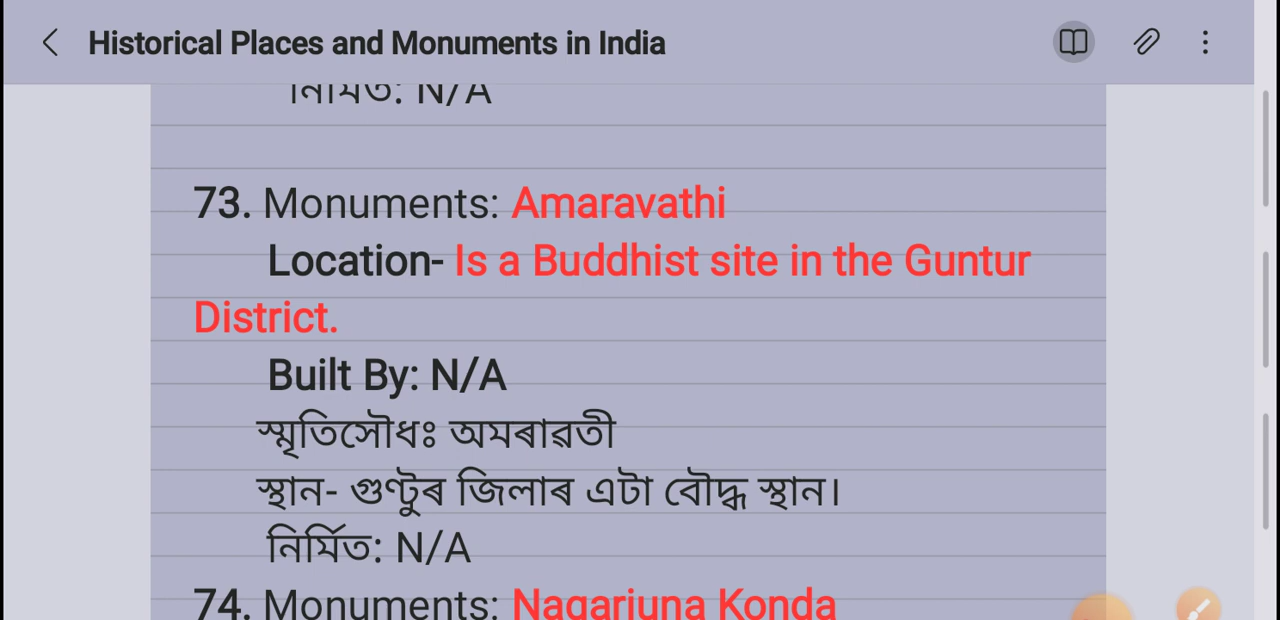 Historical Places and Monuments in India
নিৰ্মিত: N/A
73. Monuments: Amaravathi
Location- Is a Buddhist site in the Guntur
District.
Built By: N/A
স্মৃতিসৌধঃ অমৰাৱতী
স্থান- গুণ্টুৰ জিলাৰ এটা বৌদ্ধ স্থান।
নিৰ্মিত: N/A
74. Monuments: Nagarjuna Konda